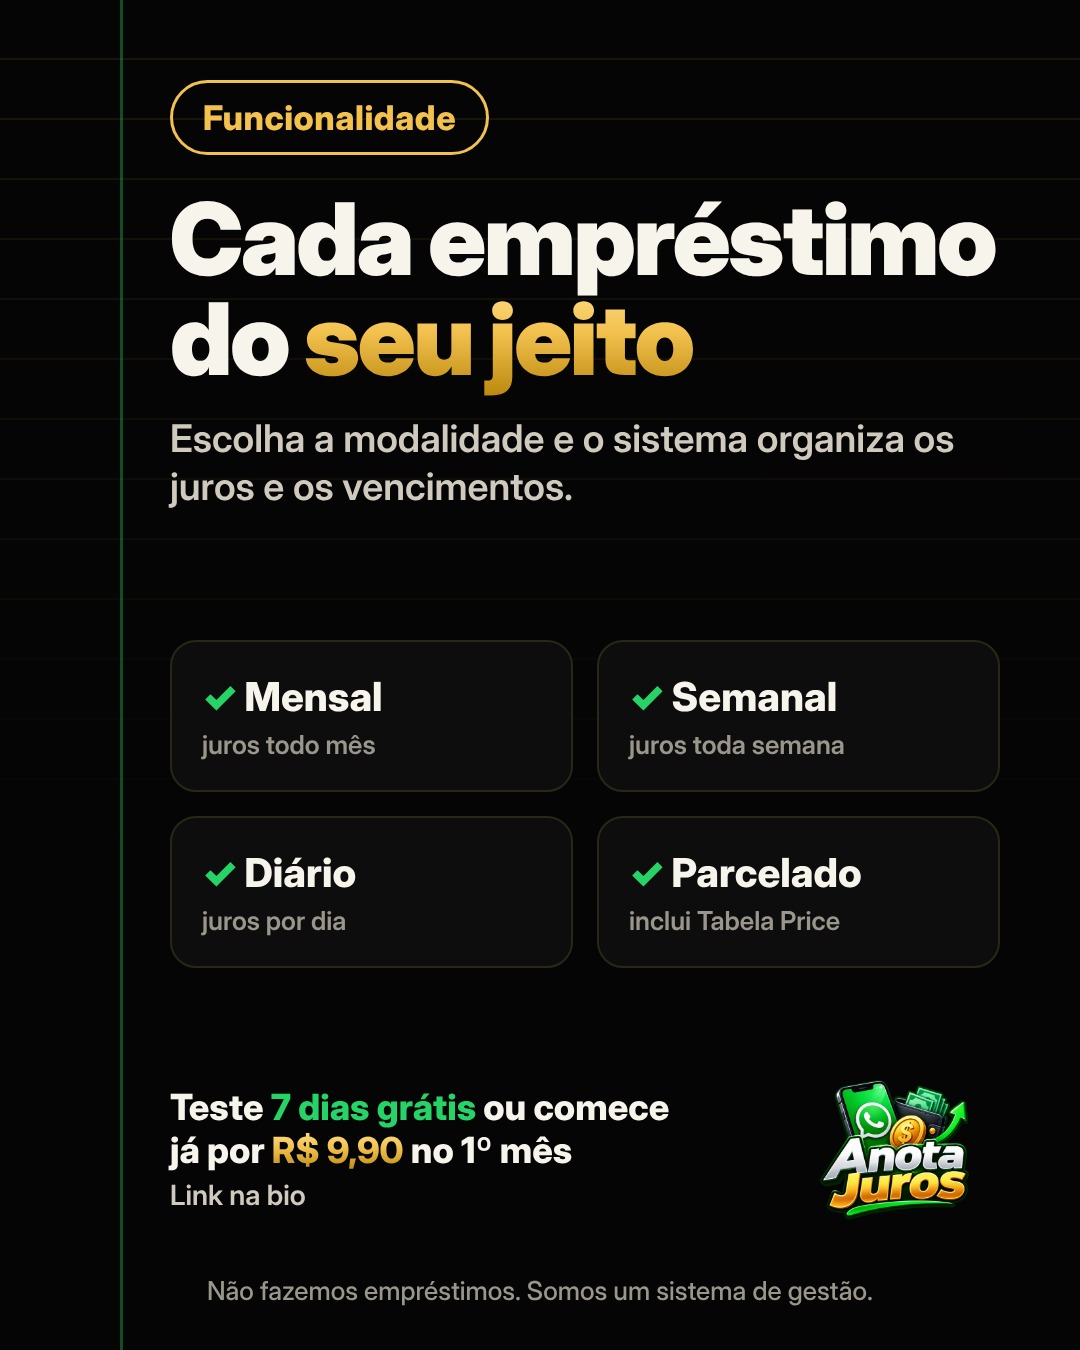 Funcionalidade
Cada empréstimo
do seu jeito
Escolha a modalidade e o sistema organiza os
juros e os vencimentos.
Mensal
juros todo mês
Semanal
juros toda semana
Diário
juros por dia
Parcelado
inclui Tabela Price
Teste 7 dias grátis ou comece
já por R$ 9,90 no 1º mês
Link na bio
Anota
Juros
Não fazemos empréstimos. Somos um sistema de gestão.